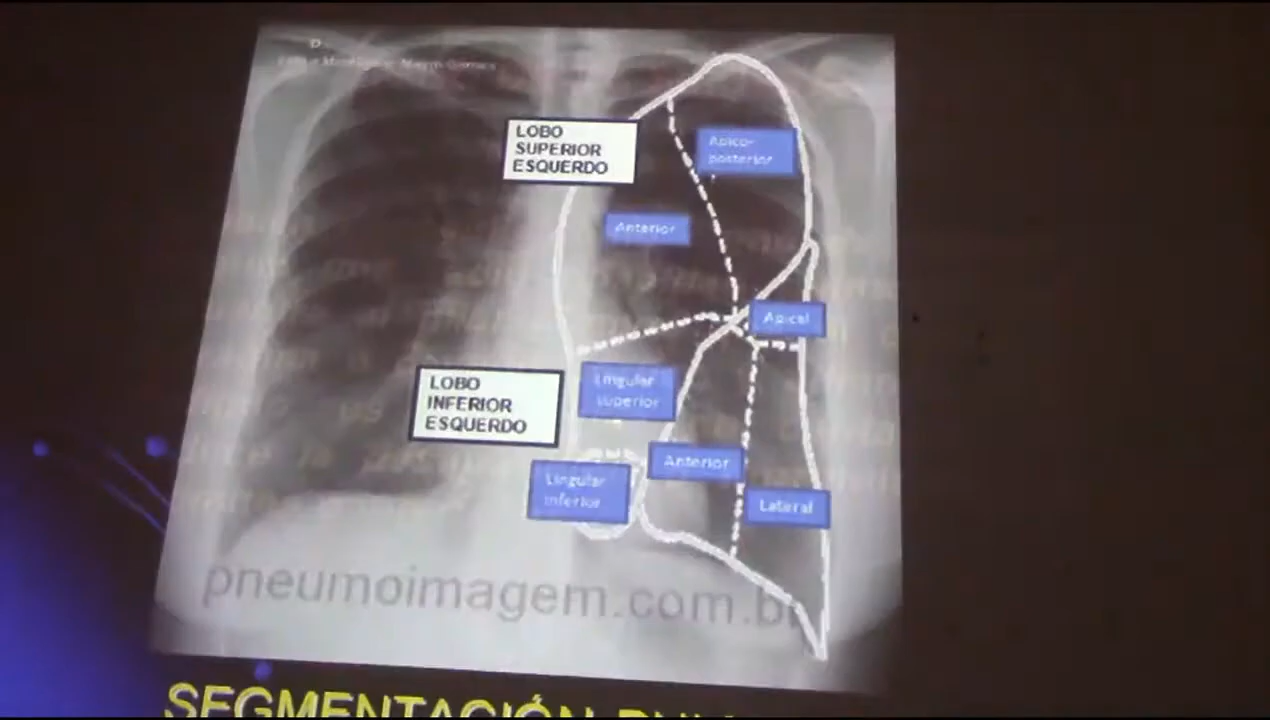 LOBO
SUPERIOR
ESQUERDO
Apico-
posterior
Anterior
Apical
LOBO
INFERIOR
ESQUERDO
Lingular
superior
Anterior
Lingular
inferior
Lateral
pneumoimagem.com.br
SEGMENTACIÓN